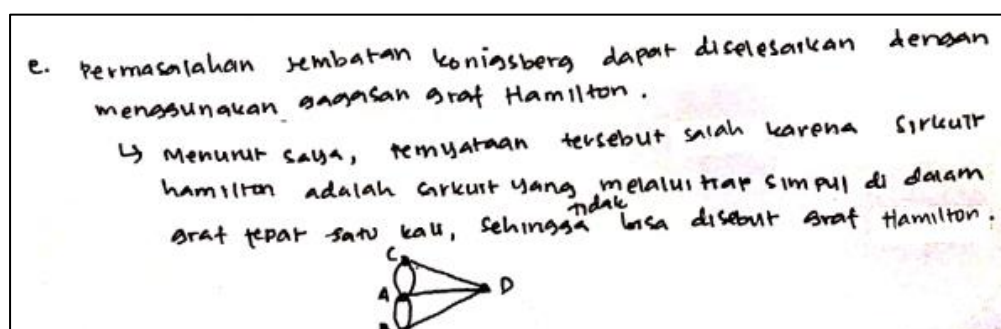 e. Permasalahan jembatan konigsberg dapat diselesaikan dengan
menggunakan gagasan graf Hamilton.
↳ Menurut saya, pernyataan tersebut salah karena sirkuit
hamilton adalah sirkuit yang melalui tiap simpul di dalam
graf tepat satu kali, sehingga tidak bisa disebut graf Hamilton.
C
A
D
B